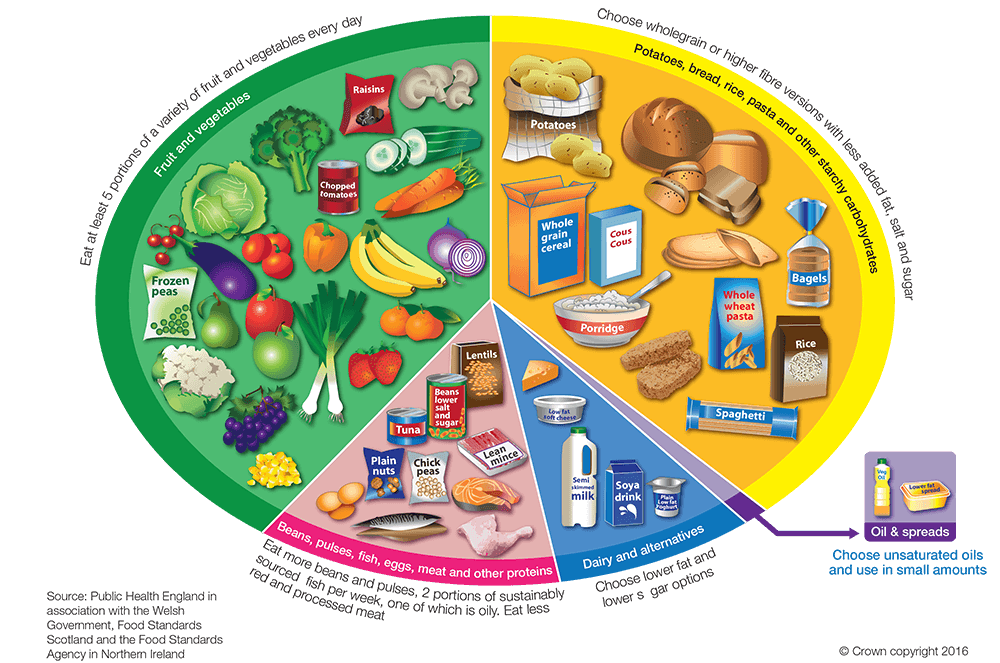 Eat at least 5 portions of a variety of fruit and vegetables every day
Fruit and vegetables
Raisins
Chopped
tomatoes
Frozen
peas
Choose wholegrain or higher fibre versions with less added fat, salt and sugar
Potatoes, bread, rice, pasta and other starchy carbohydrates
Potatoes
Whole
grain
cereal
Cous
Cous
Bagels
Porridge
Whole
wheat
pasta
Rice
Spaghetti
Lentils
Beans
lower
salt
and
sugar
Tuna
Plain
nuts
Chick
peas
Lean
mince
Beans, pulses, fish, eggs, meat and other proteins
Eat more beans and pulses, 2 portions of sustainably
sourced fish per week, one of which is oily. Eat less
red and processed meat
Low fat
soft cheese
Semi
skimmed
milk
Soya
drink
Plain
Low fat
Yoghurt
Dairy and alternatives
Choose lower fat and
lower s gar options
Veg
Oil
Lower fat
spread
Oil & spreads
Choose unsaturated oils
and use in small amounts
Source: Public Health England in
association with the Welsh
Government, Food Standards
Scotland and the Food Standards
Agency in Northern Ireland
© Crown copyright 2016